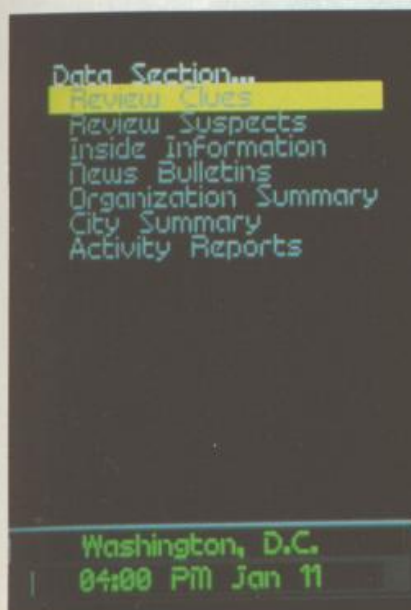 Data Section...
Review Clues
Review Suspects
Inside Information
News Bulletins
Organization Summary
City Summary
Activity Reports
Washington, D.C.
04:00 PM Jan 11